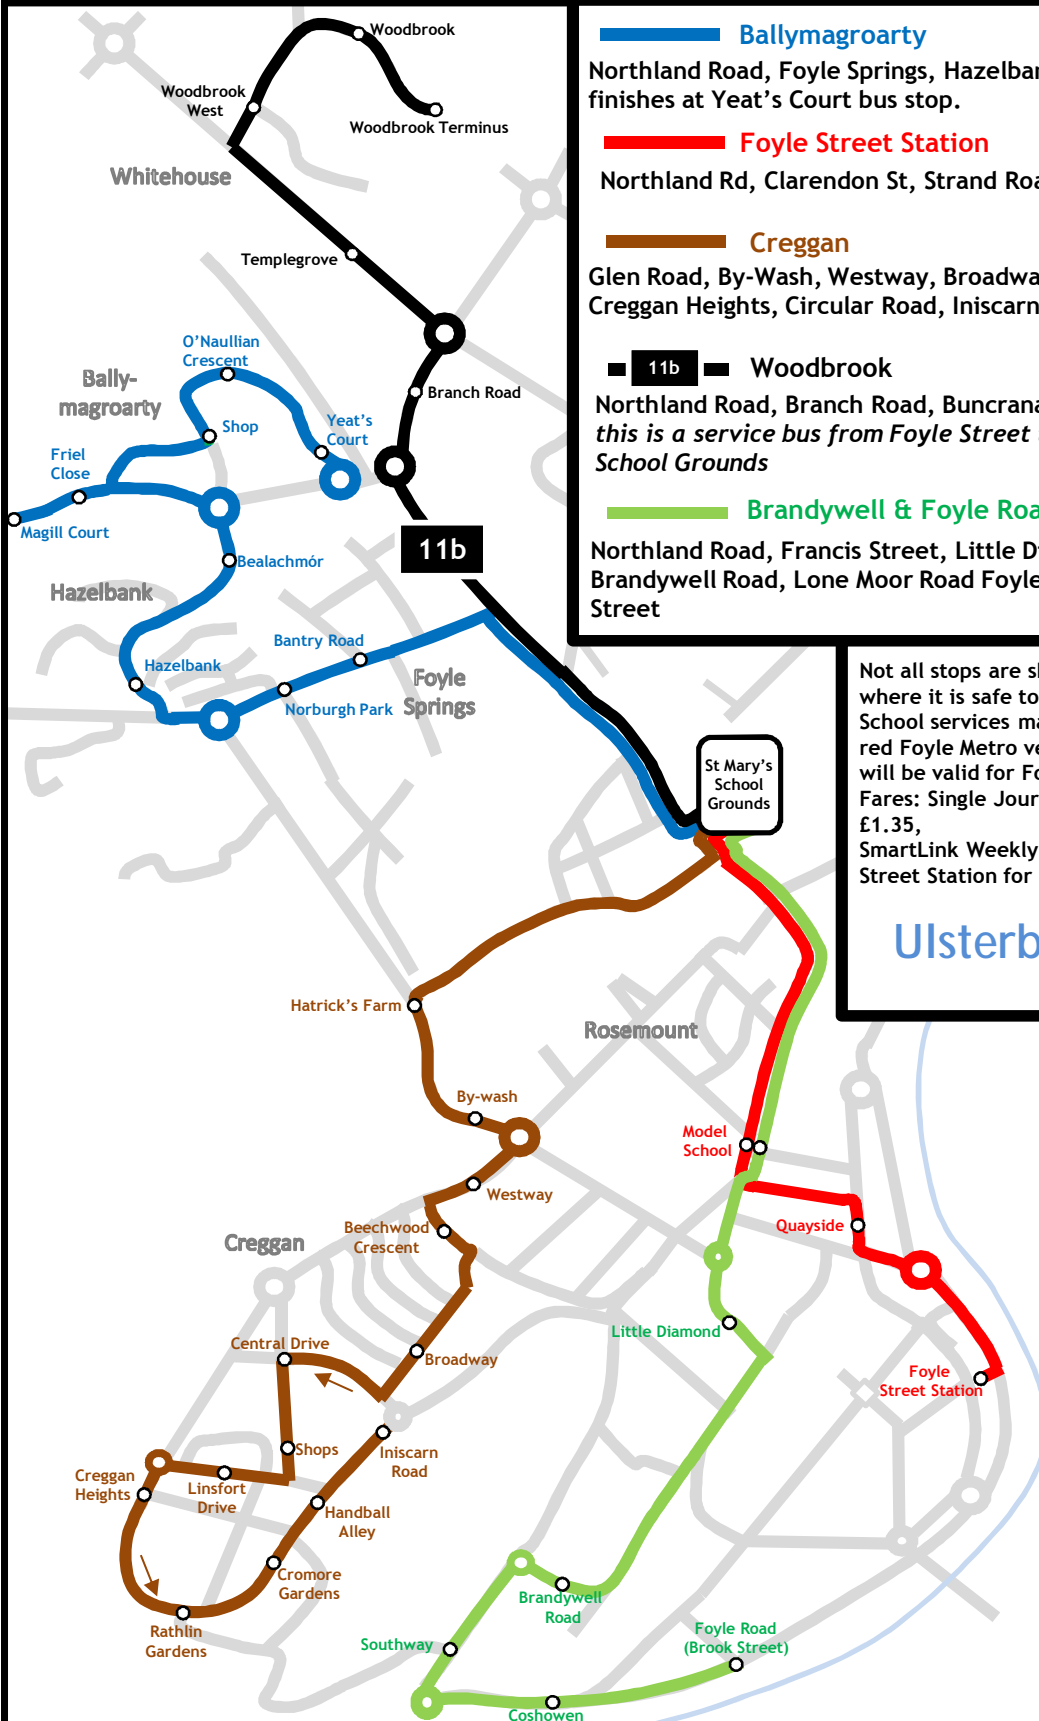 Woodbrook
Woodbrook
West
Woodbrook Terminus
Whitehouse
Templegrove
Branch Road
O'Naullian
Crescent
Bally-
magroarty
Shop
Yeat's
Court
Friel
Close
Magill Court
11b
Bealachmór
Hazelbank
Bantry Road
Hazelbank
Foyle
Springs
Norburgh Park
St Mary's
School
Grounds
Hatrick's Farm
Rosemount
By-wash
Model
School
Westway
Beechwood
Crescent
Quayside
Creggan
Little Diamond
Central Drive
Broadway
Foyle
Street Station
Shops
Iniscarn
Road
Creggan
Heights
Linsfort
Drive
Handball
Alley
Cromore
Gardens
Brandywell
Road
Rathlin
Gardens
Southway
Foyle Road
(Brook Street)
Coshowen
Ballymagroarty
Northland Road, Foyle Springs, Hazelban
finishes at Yeat's Court bus stop.
Foyle Street Station
Northland Rd, Clarendon St, Strand Roa
Creggan
Glen Road, By-Wash, Westway, Broadwa
Creggan Heights, Circular Road, Iniscarn
11b Woodbrook
Northland Road, Branch Road, Buncrana
this is a service bus from Foyle Street
School Grounds
Brandywell & Foyle Roa
Northland Road, Francis Street, Little D
Brandywell Road, Lone Moor Road Foyle
Street
Not all stops are s
where it is safe to
School services ma
red Foyle Metro ve
will be valid for Fo
Fares: Single Jour
£1.35,
SmartLink Weekly
Street Station for
Ulsterb